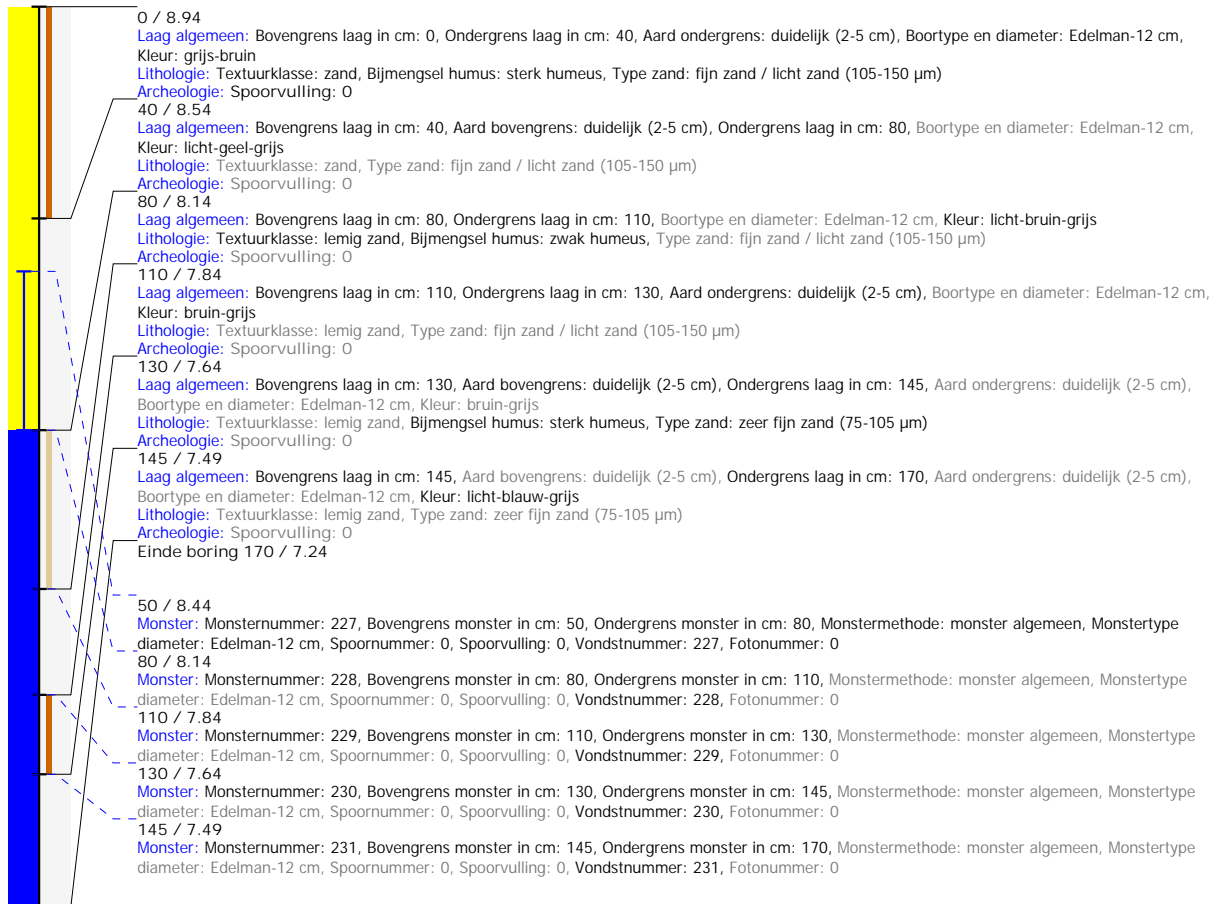 0 / 8.94
Laag algemeen: Bovengrens laag in cm: 0, Ondergrens laag in cm: 40, Aard ondergrens: duidelijk (2-5 cm), Boortype en diameter: Edelman-12 cm,
Kleur: grijs-bruin
Lithologie: Textuurklasse: zand, Bijmengsel humus: sterk humeus, Type zand: fijn zand / licht zand (105-150 µm)
Archeologie: Spoorvulling: 0
40 / 8.54
Laag algemeen: Bovengrens laag in cm: 40, Aard bovengrens: duidelijk (2-5 cm), Ondergrens laag in cm: 80, Boortype en diameter: Edelman-12 cm,
Kleur: licht-geel-grijs
Lithologie: Textuurklasse: zand, Type zand: fijn zand / licht zand (105-150 µm)
Archeologie: Spoorvulling: 0
80 / 8.14
Laag algemeen: Bovengrens laag in cm: 80, Ondergrens laag in cm: 110, Boortype en diameter: Edelman-12 cm, Kleur: licht-bruin-grijs
Lithologie: Textuurklasse: lemig zand, Bijmengsel humus: zwak humeus, Type zand: fijn zand / licht zand (105-150 µm)
Archeologie: Spoorvulling: 0
110 / 7.84
Laag algemeen: Bovengrens laag in cm: 110, Ondergrens laag in cm: 130, Aard ondergrens: duidelijk (2-5 cm), Boortype en diameter: Edelman-12 cm,
Kleur: bruin-grijs
Lithologie: Textuurklasse: lemig zand, Type zand: fijn zand / licht zand (105-150 µm)
Archeologie: Spoorvulling: 0
130 / 7.64
Laag algemeen: Bovengrens laag in cm: 130, Aard bovengrens: duidelijk (2-5 cm), Ondergrens laag in cm: 145, Aard ondergrens: duidelijk (2-5 cm),
Boortype en diameter: Edelman-12 cm, Kleur: bruin-grijs
Lithologie: Textuurklasse: lemig zand, Bijmengsel humus: sterk humeus, Type zand: zeer fijn zand (75-105 µm)
Archeologie: Spoorvulling: 0
145 / 7.49
Laag algemeen: Bovengrens laag in cm: 145, Aard bovengrens: duidelijk (2-5 cm), Ondergrens laag in cm: 170, Aard ondergrens: duidelijk (2-5 cm),
Boortype en diameter: Edelman-12 cm, Kleur: licht-blauw-grijs
Lithologie: Textuurklasse: lemig zand, Type zand: zeer fijn zand (75-105 µm)
Archeologie: Spoorvulling: 0
Einde boring 170 / 7.24
50 / 8.44
Monster: Monsternummer: 227, Bovengrens monster in cm: 50, Ondergrens monster in cm: 80, Monstermethode: monster algemeen, Monstertype
diameter: Edelman-12 cm, Spoornummer: 0, Spoorvulling: 0, Vondstnummer: 227, Fotonummer: 0
80 / 8.14
Monster: Monsternummer: 228, Bovengrens monster in cm: 80, Ondergrens monster in cm: 110, Monstermethode: monster algemeen, Monstertype
diameter: Edelman-12 cm, Spoornummer: 0, Spoorvulling: 0, Vondstnummer: 228, Fotonummer: 0
110 / 7.84
Monster: Monsternummer: 229, Bovengrens monster in cm: 110, Ondergrens monster in cm: 130, Monstermethode: monster algemeen, Monstertype
diameter: Edelman-12 cm, Spoornummer: 0, Spoorvulling: 0, Vondstnummer: 229, Fotonummer: 0
130 / 7.64
Monster: Monsternummer: 230, Bovengrens monster in cm: 130, Ondergrens monster in cm: 145, Monstermethode: monster algemeen, Monstertype
diameter: Edelman-12 cm, Spoornummer: 0, Spoorvulling: 0, Vondstnummer: 230, Fotonummer: 0
145 / 7.49
Monster: Monsternummer: 231, Bovengrens monster in cm: 145, Ondergrens monster in cm: 170, Monstermethode: monster algemeen, Monstertype
diameter: Edelman-12 cm, Spoornummer: 0, Spoorvulling: 0, Vondstnummer: 231, Fotonummer: 0